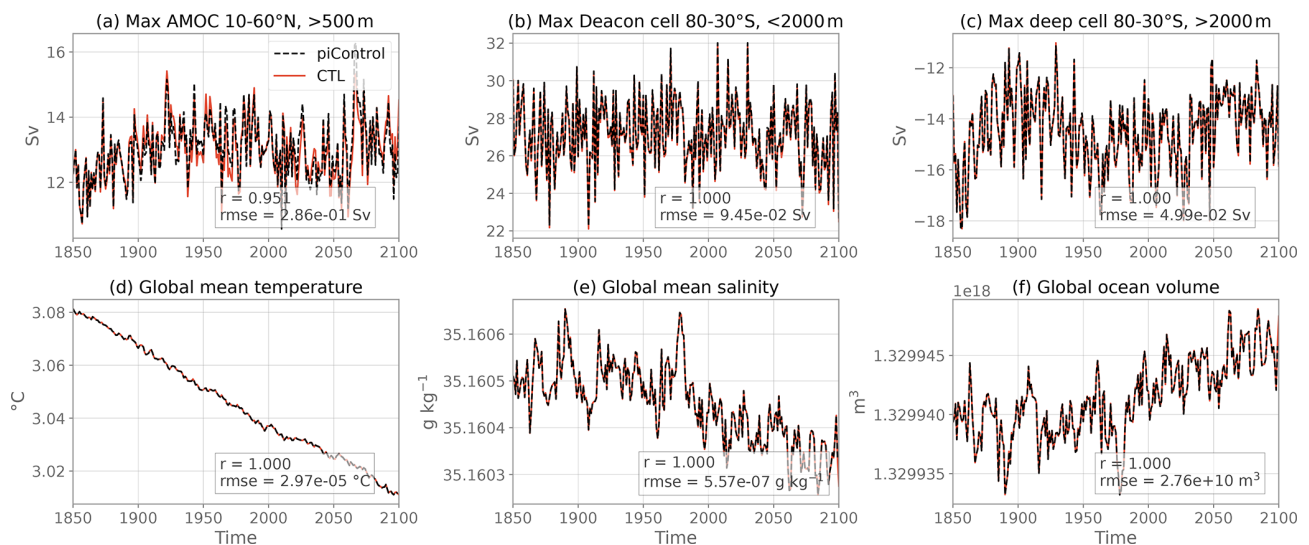 (a) Max AMOC 10-60°N, >500 m
16
14
12
Sv
piControl
CTL
r = 0.951
rmse = 2.86e-01 Sv
1850 1900 1950 2000 2050 2100
(b) Max Deacon cell 80-30°S, <2000 m
32
30
28
26
24
22
Sv
r = 1.000
rmse = 9.45e-02 Sv
1850 1900 1950 2000 2050 2100
(c) Max deep cell 80-30°S, >2000 m
−12
−14
−16
−18
Sv
r = 1.000
rmse = 4.99e-02 Sv
1850 1900 1950 2000 2050 2100
(d) Global mean temperature
3.08
3.06
3.04
3.02
°C
r = 1.000
rmse = 2.97e-05 °C
1850 1900 1950 2000 2050 2100
Time
(e) Global mean salinity
35.1606
35.1605
35.1604
35.1603
g kg⁻¹
r = 1.000
rmse = 5.57e-07 g kg⁻¹
1850 1900 1950 2000 2050 2100
Time
(f) Global ocean volume
1e18
1.329945
1.329940
1.329935
m³
r = 1.000
rmse = 2.76e+10 m³
1850 1900 1950 2000 2050 2100
Time